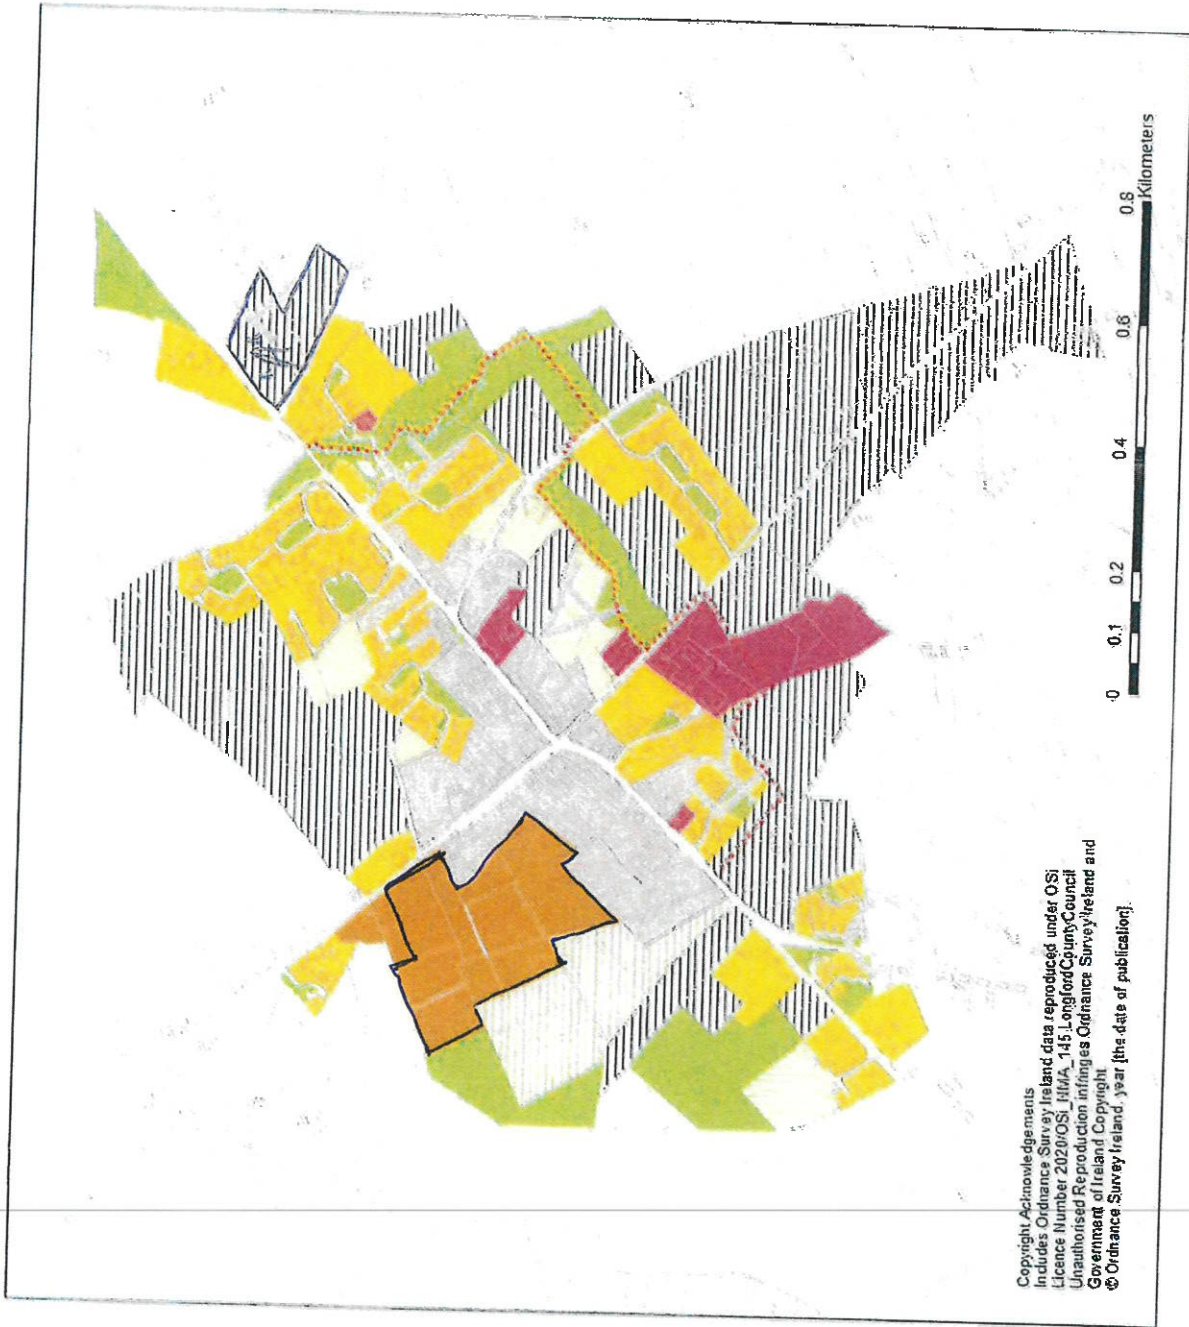 Copyright Acknowledgements
Includes Ordnance Survey Ireland data reproduced under OSi
Licence Number 2020/OSi_NMA_145 Longford County Council
Unauthorised Reproduction infringes Ordnance Survey Ireland and
Government of Ireland Copyright
© Ordnance Survey Ireland, year [the date of publication].
0 0.1 0.2 0.4 0.6 0.8
Kilometers